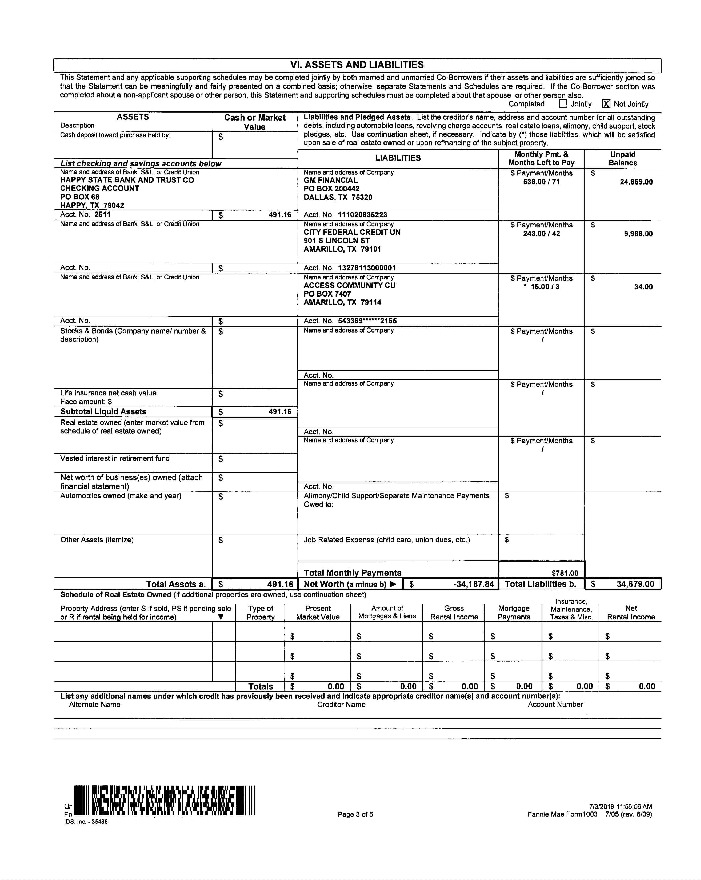 VI. ASSETS AND LIABILITIES
This Statement and any applicable supporting schedules may be completed jointly by both married and unmarried Co-Borrowers if their assets and liabilities are sufficiently joined so
that the Statement can be meaningfully and fairly presented on a combined basis; otherwise, separate Statements and Schedules are required. If the Co-Borrower section was
completed about a non-applicant spouse or other person, this Statement and supporting schedules must be completed about that spouse or other person also.
Completed Jointly X Not Jointly
ASSETS
Description
Cash or Market Value
Cash deposit toward purchase held by: $
List checking and savings accounts below
Name and address of Bank, S&L, or Credit Union
HAPPY STATE BANK AND TRUST CO
CHECKING ACCOUNT
PO BOX 68
HAPPY, TX 79042
Acct. No. 2511 $ 491.16
Name and address of Bank, S&L, or Credit Union
Acct. No. $
Name and address of Bank, S&L, or Credit Union
Acct. No. $
Stocks & Bonds (Company name/ number & $
description)
Life insurance net cash value $
Face amount: $
Subtotal Liquid Assets $ 491.16
Real estate owned (enter market value from $
schedule of real estate owned)
Vested interest in retirement fund $
Net worth of business(es) owned (attach $
financial statement)
Automobiles owned (make and year) $
Other Assets (itemize) $
Total Assets a. $ 491.16
Liabilities and Pledged Assets. List the creditor's name, address and account number for all outstanding
debts, including automobile loans, revolving charge accounts, real estate loans, alimony, child support, stock
pledges, etc. Use continuation sheet, if necessary. Indicate by (*) those liabilities, which will be satisfied
upon sale of real estate owned or upon refinancing of the subject property.
LIABILITIES
Monthly Pmt. & Months Left to Pay
Unpaid Balance
Name and address of Company $ Payment/Months $
GM FINANCIAL 538.00 / 71
PO BOX 200442
DALLAS, TX 75320
Acct. No.
Name and address of Company $ Payment/Months $
CITY FEDERAL CREDIT UN 243.00 / 42
901 S LINCOLN ST
AMARILLO, TX 79101
Acct. No.
Name and address of Company $ Payment/Months $
ACCESS COMMUNITY CU * 15.00 / 3 34.00
PO BOX 7407
AMARILLO, TX 79114
Acct. No.
Name and address of Company $ Payment/Months $
/
Acct. No.
Name and address of Company $ Payment/Months $
/
Acct. No.
Name and address of Company $ Payment/Months $
/
Acct. No.
Alimony/Child Support/Separate Maintenance Payments $
Owed to:
Job Related Expense (child care, union dues, etc.) $
Total Monthly Payments $781.00
Net Worth (a minus b) ► $ -34,187.84 Total Liabilities b. $ 34,679.00
Schedule of Real Estate Owned (If additional properties are owned, use continuation sheet)
Property Address (enter S if sold, PS if pending sale
or R if rental being held for income) ▼
Type of Property
Present Market Value
Amount of Mortgages & Liens
Gross Rental Income
Mortgage Payments
Insurance, Maintenance, Taxes & Misc.
Net Rental Income
$ $ $ $ $ $
$ $ $ $ $ $
$ $ $ $ $ $
Totals $ 0.00 $ 0.00 $ 0.00 $ 0.00 $ 0.00 $ 0.00
List any additional names under which credit has previously been received and indicate appropriate creditor name(s) and account number(s):
Alternate Name Creditor Name Account Number
Page 3 of 5
Fannie Mae Form 1003 7/05 (rev. 6/09)